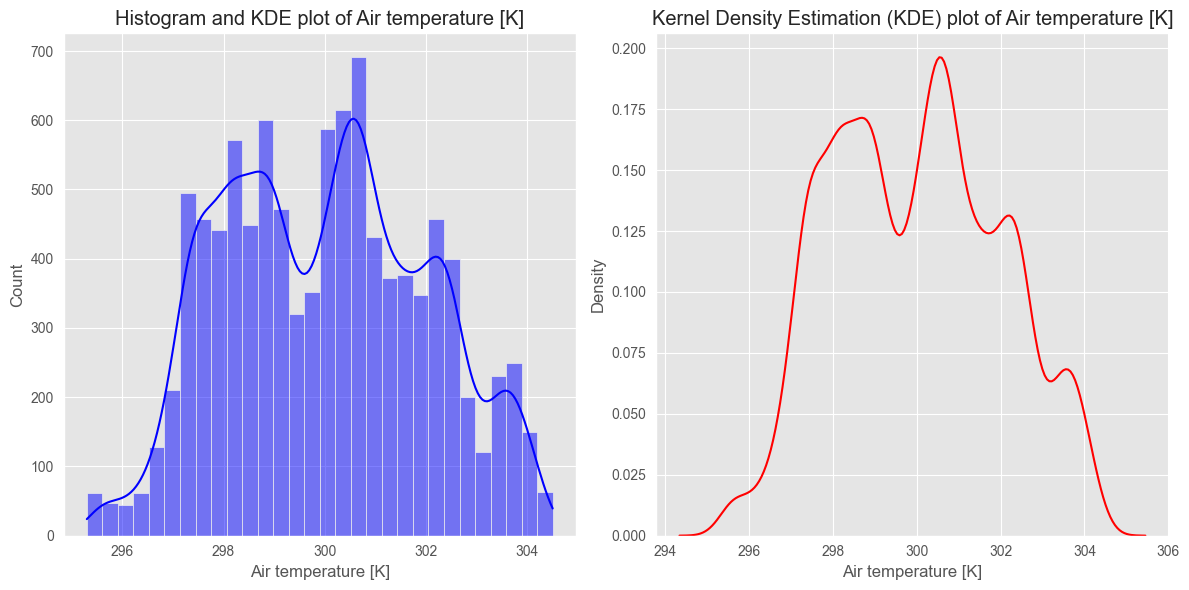 Histogram and KDE plot of Air temperature [K]
700
600
500
400
300
200
100
0
Count
296 298 300 302 304
Air temperature [K]
Kernel Density Estimation (KDE) plot of Air temperature [K]
0.200
0.175
0.150
0.125
0.100
0.075
0.050
0.025
0.000
Density
294 296 298 300 302 304 306
Air temperature [K]